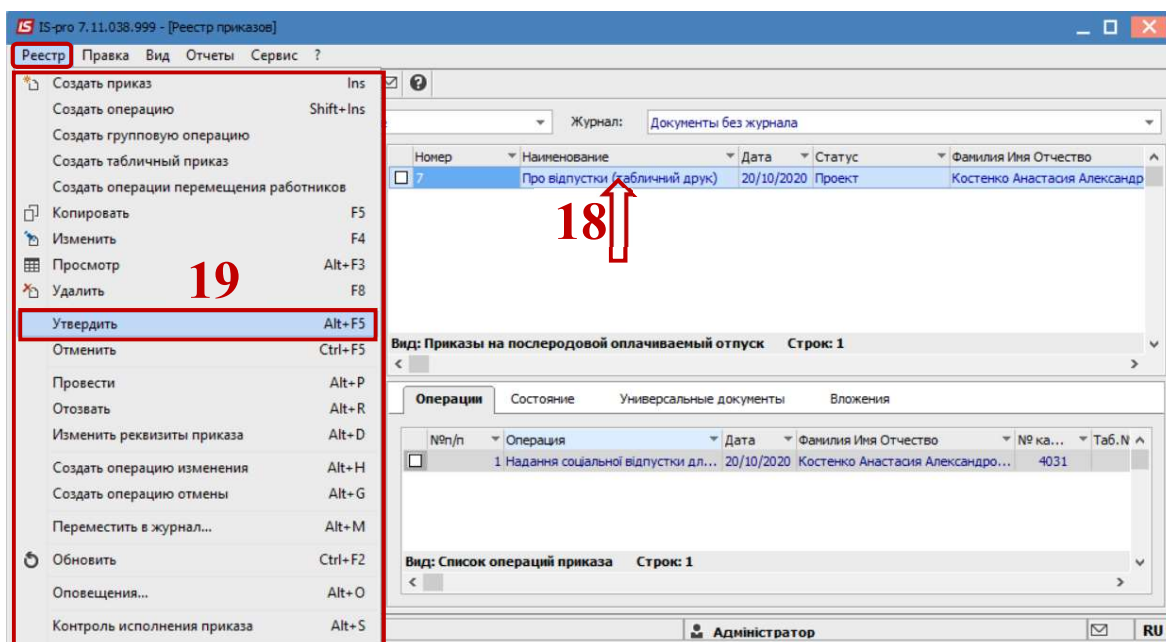 IS-pro 7.11.038.999 - [Реестр приказов]
Реестр Правка Вид Отчеты Сервис ?
Создать приказ Ins
Создать операцию Shift+Ins
Создать групповую операцию
Создать табличный приказ
Создать операции перемещения работников
Копировать F5
Изменить F4
Просмотр Alt+F3
Удалить F8
19
Утвердить Alt+F5
Отменить Ctrl+F5
Провести Alt+P
Отозвать Alt+R
Изменить реквизиты приказа Alt+D
Создать операцию изменения Alt+H
Создать операцию отмены Alt+G
Переместить в журнал... Alt+M
Обновить Ctrl+F2
Оповещения... Alt+O
Контроль исполнения приказа Alt+S
Журнал: Документы без журнала
Номер Наименование Дата Статус Фамилия Имя Отчество
7 Про відпустки (табличний друк) 20/10/2020 Проект Костенко Анастасия Александр
18
Вид: Приказы на послеродовой оплачиваемый отпуск Строк: 1
Операции Состояние Универсальные документы Вложения
№п/п Операция Дата Фамилия Имя Отчество № ка... Таб.N
1 Надання соціальної відпустки дл... 20/10/2020 Костенко Анастасия Александро... 4031
Вид: Список операций приказа Строк: 1
Адміністратор RU